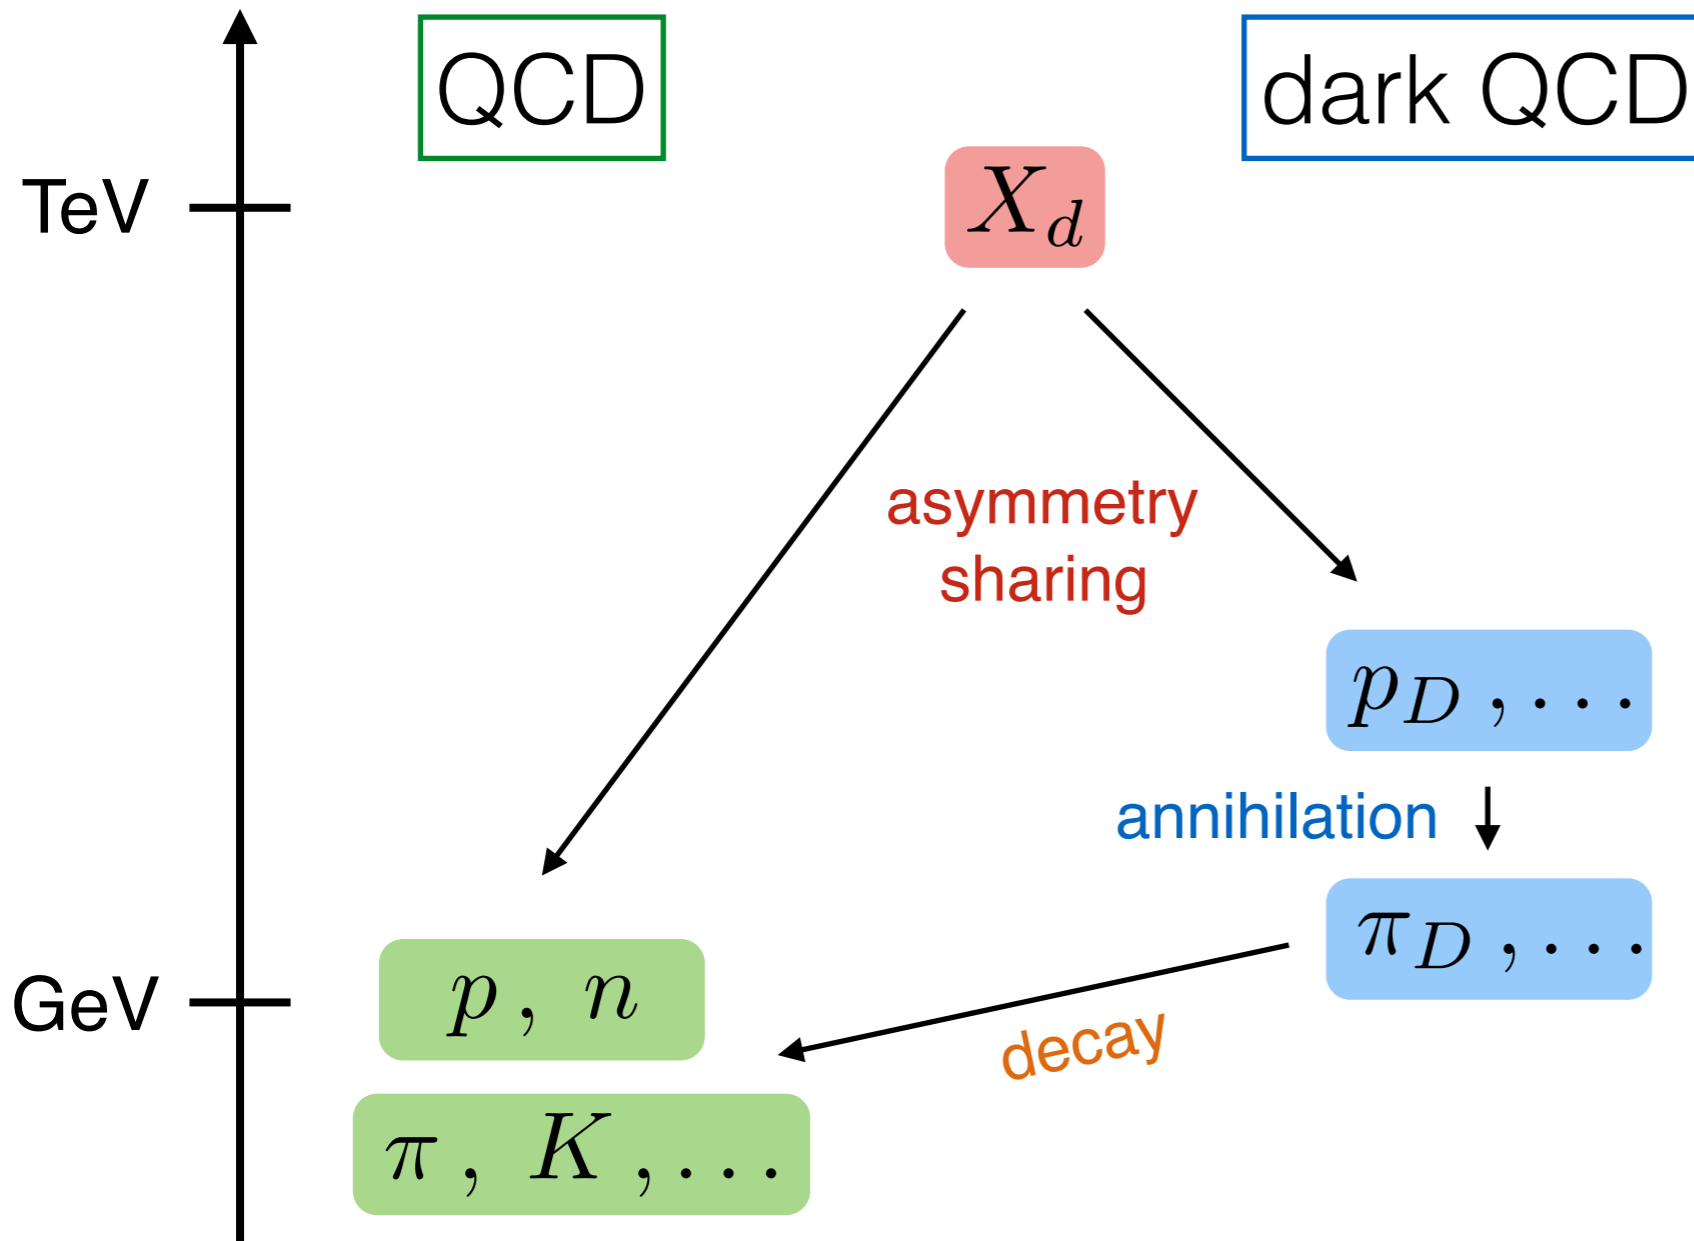 QCD
dark QCD
TeV
X_d
asymmetry
sharing
p_D , . . .
annihilation
π_D , . . .
GeV
p , n
decay
π , K , . . .